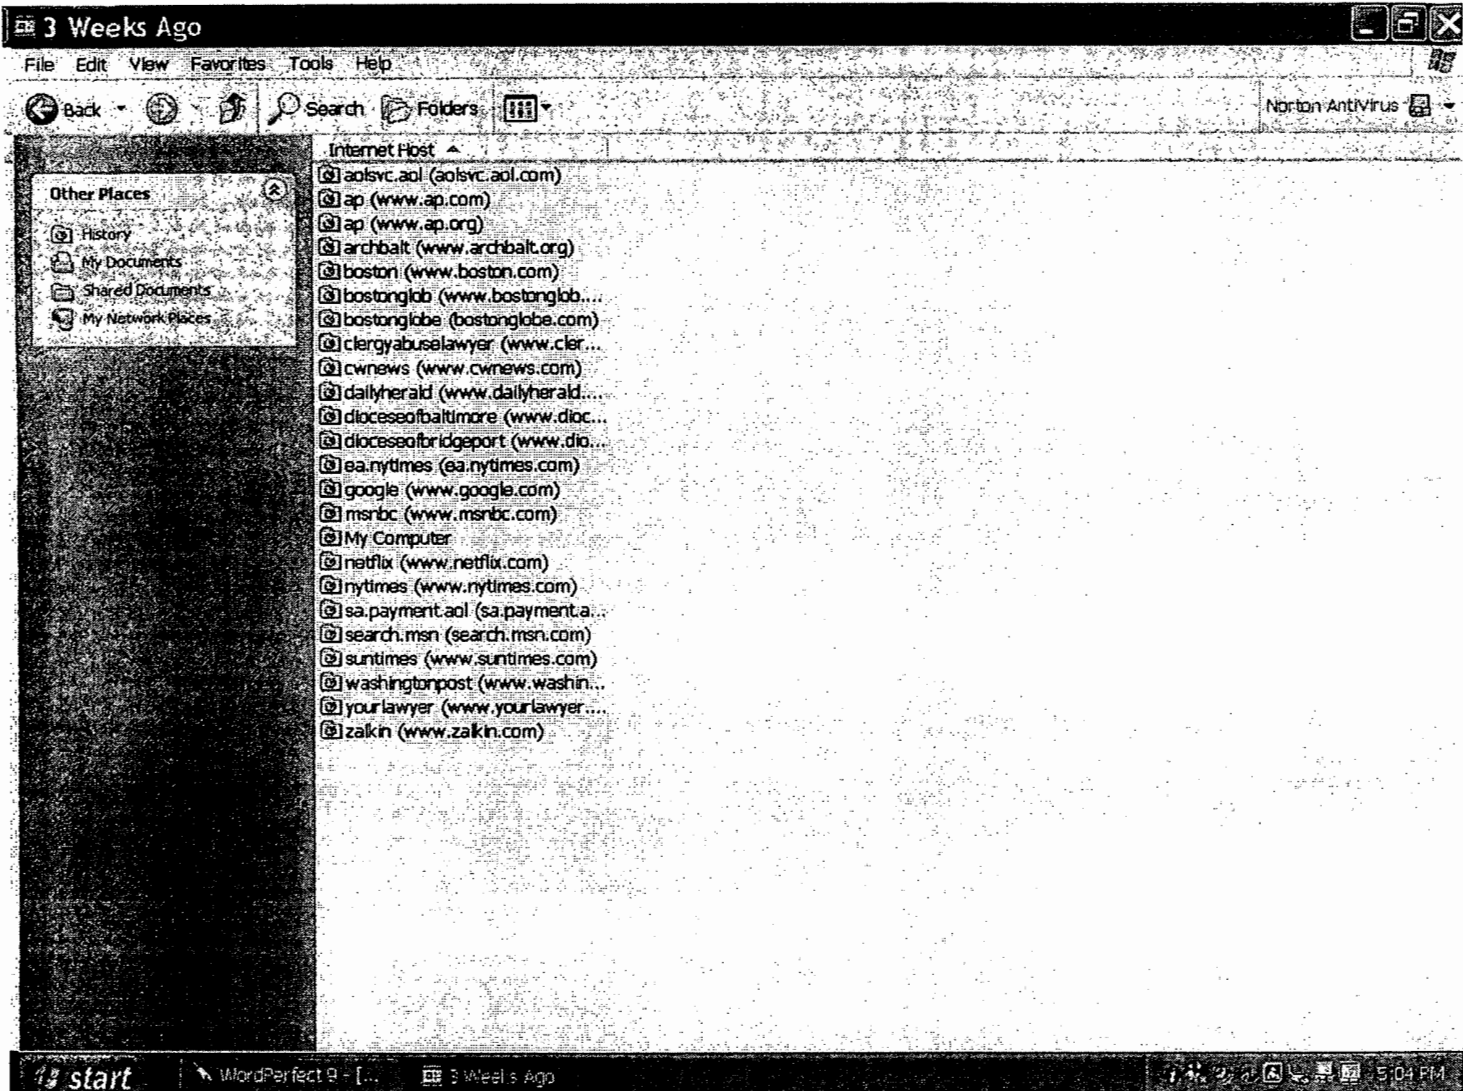 3 Weeks Ago
File Edit View Favorites Tools Help
Back Search Folders Norton AntiVirus
Internet Host
Other Places
History
My Documents
Shared Documents
My Network Places
aolsvc.aol (aolsvc.aol.com)
ap (www.ap.com)
ap (www.ap.org)
archbalt (www.archbalt.org)
boston (www.boston.com)
bostonglob (www.bostonglob....
bostonglobe (bostonglobe.com)
clergyabuselawyer (www.cler...
cwnews (www.cwnews.com)
dailyherald (www.dailyherald....
dioceseofbaltimore (www.dioc...
dioceseofbridgeport (www.dio...
ea.nytimes (ea.nytimes.com)
google (www.google.com)
msnbc (www.msnbc.com)
My Computer
netflix (www.netflix.com)
nytimes (www.nytimes.com)
sa.payment.aol (sa.payment.a...
search.msn (search.msn.com)
suntimes (www.suntimes.com)
washingtonpost (www.washin...
yourlawyer (www.yourlawyer....
zalkin (www.zalkin.com)
start WordPerfect 9 - [... 3 Weeks Ago 5:04 PM